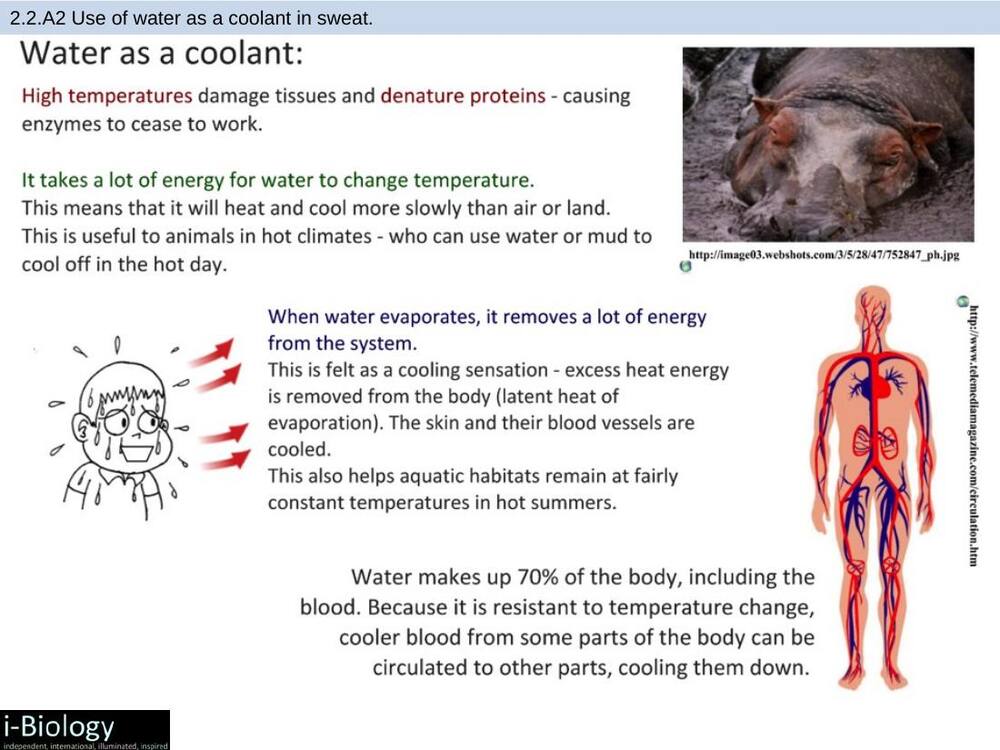 2.2.A2 Use of water as a coolant in sweat.
Water as a coolant:
High temperatures damage tissues and denature proteins - causing
enzymes to cease to work.
It takes a lot of energy for water to change temperature.
This means that it will heat and cool more slowly than air or land.
This is useful to animals in hot climates - who can use water or mud to
cool off in the hot day.
http://image03.webshots.com/3/5/28/47/752847_ph.jpg
When water evaporates, it removes a lot of energy
from the system.
This is felt as a cooling sensation - excess heat energy
is removed from the body (latent heat of
evaporation). The skin and their blood vessels are
cooled.
This also helps aquatic habitats remain at fairly
constant temperatures in hot summers.
http://www.telemediamagazine.com/circulation.htm
Water makes up 70% of the body, including the
blood. Because it is resistant to temperature change,
cooler blood from some parts of the body can be
circulated to other parts, cooling them down.
i-Biology
independent, international, illuminated, inspired